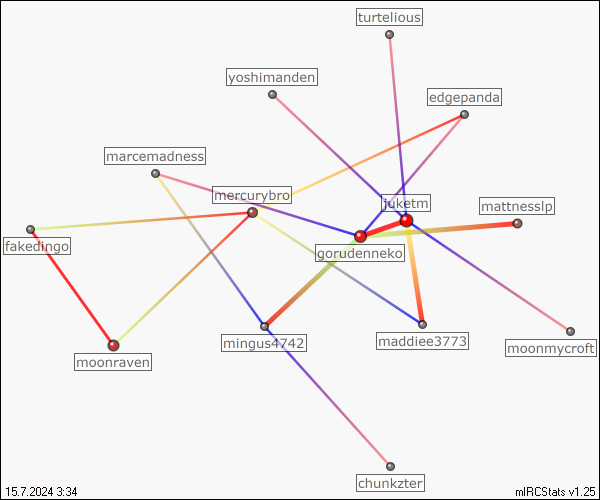 turtelious
yoshimanden
edgepanda
marcemadness
mercurybro
juketm
mattnesslp
fakedingo
gorudenneko
mingus4742
maddiee3773
moonmycroft
moonraven
chunkzter
15.7.2024 3:34
mIRCStats v1.25